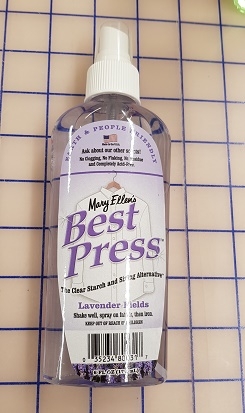 EARTH & PEOPLE FRIENDLY
Ask about our other scents!
No Clogging, No Flaking, No Residue
and Completely Acid-Free.
Mary Ellen's
Best
Press™
The Clear Starch and Sizing Alternative
Lavender Fields
Shake well, spray on fabric, then iron.
KEEP OUT OF REACH OF CHILDREN